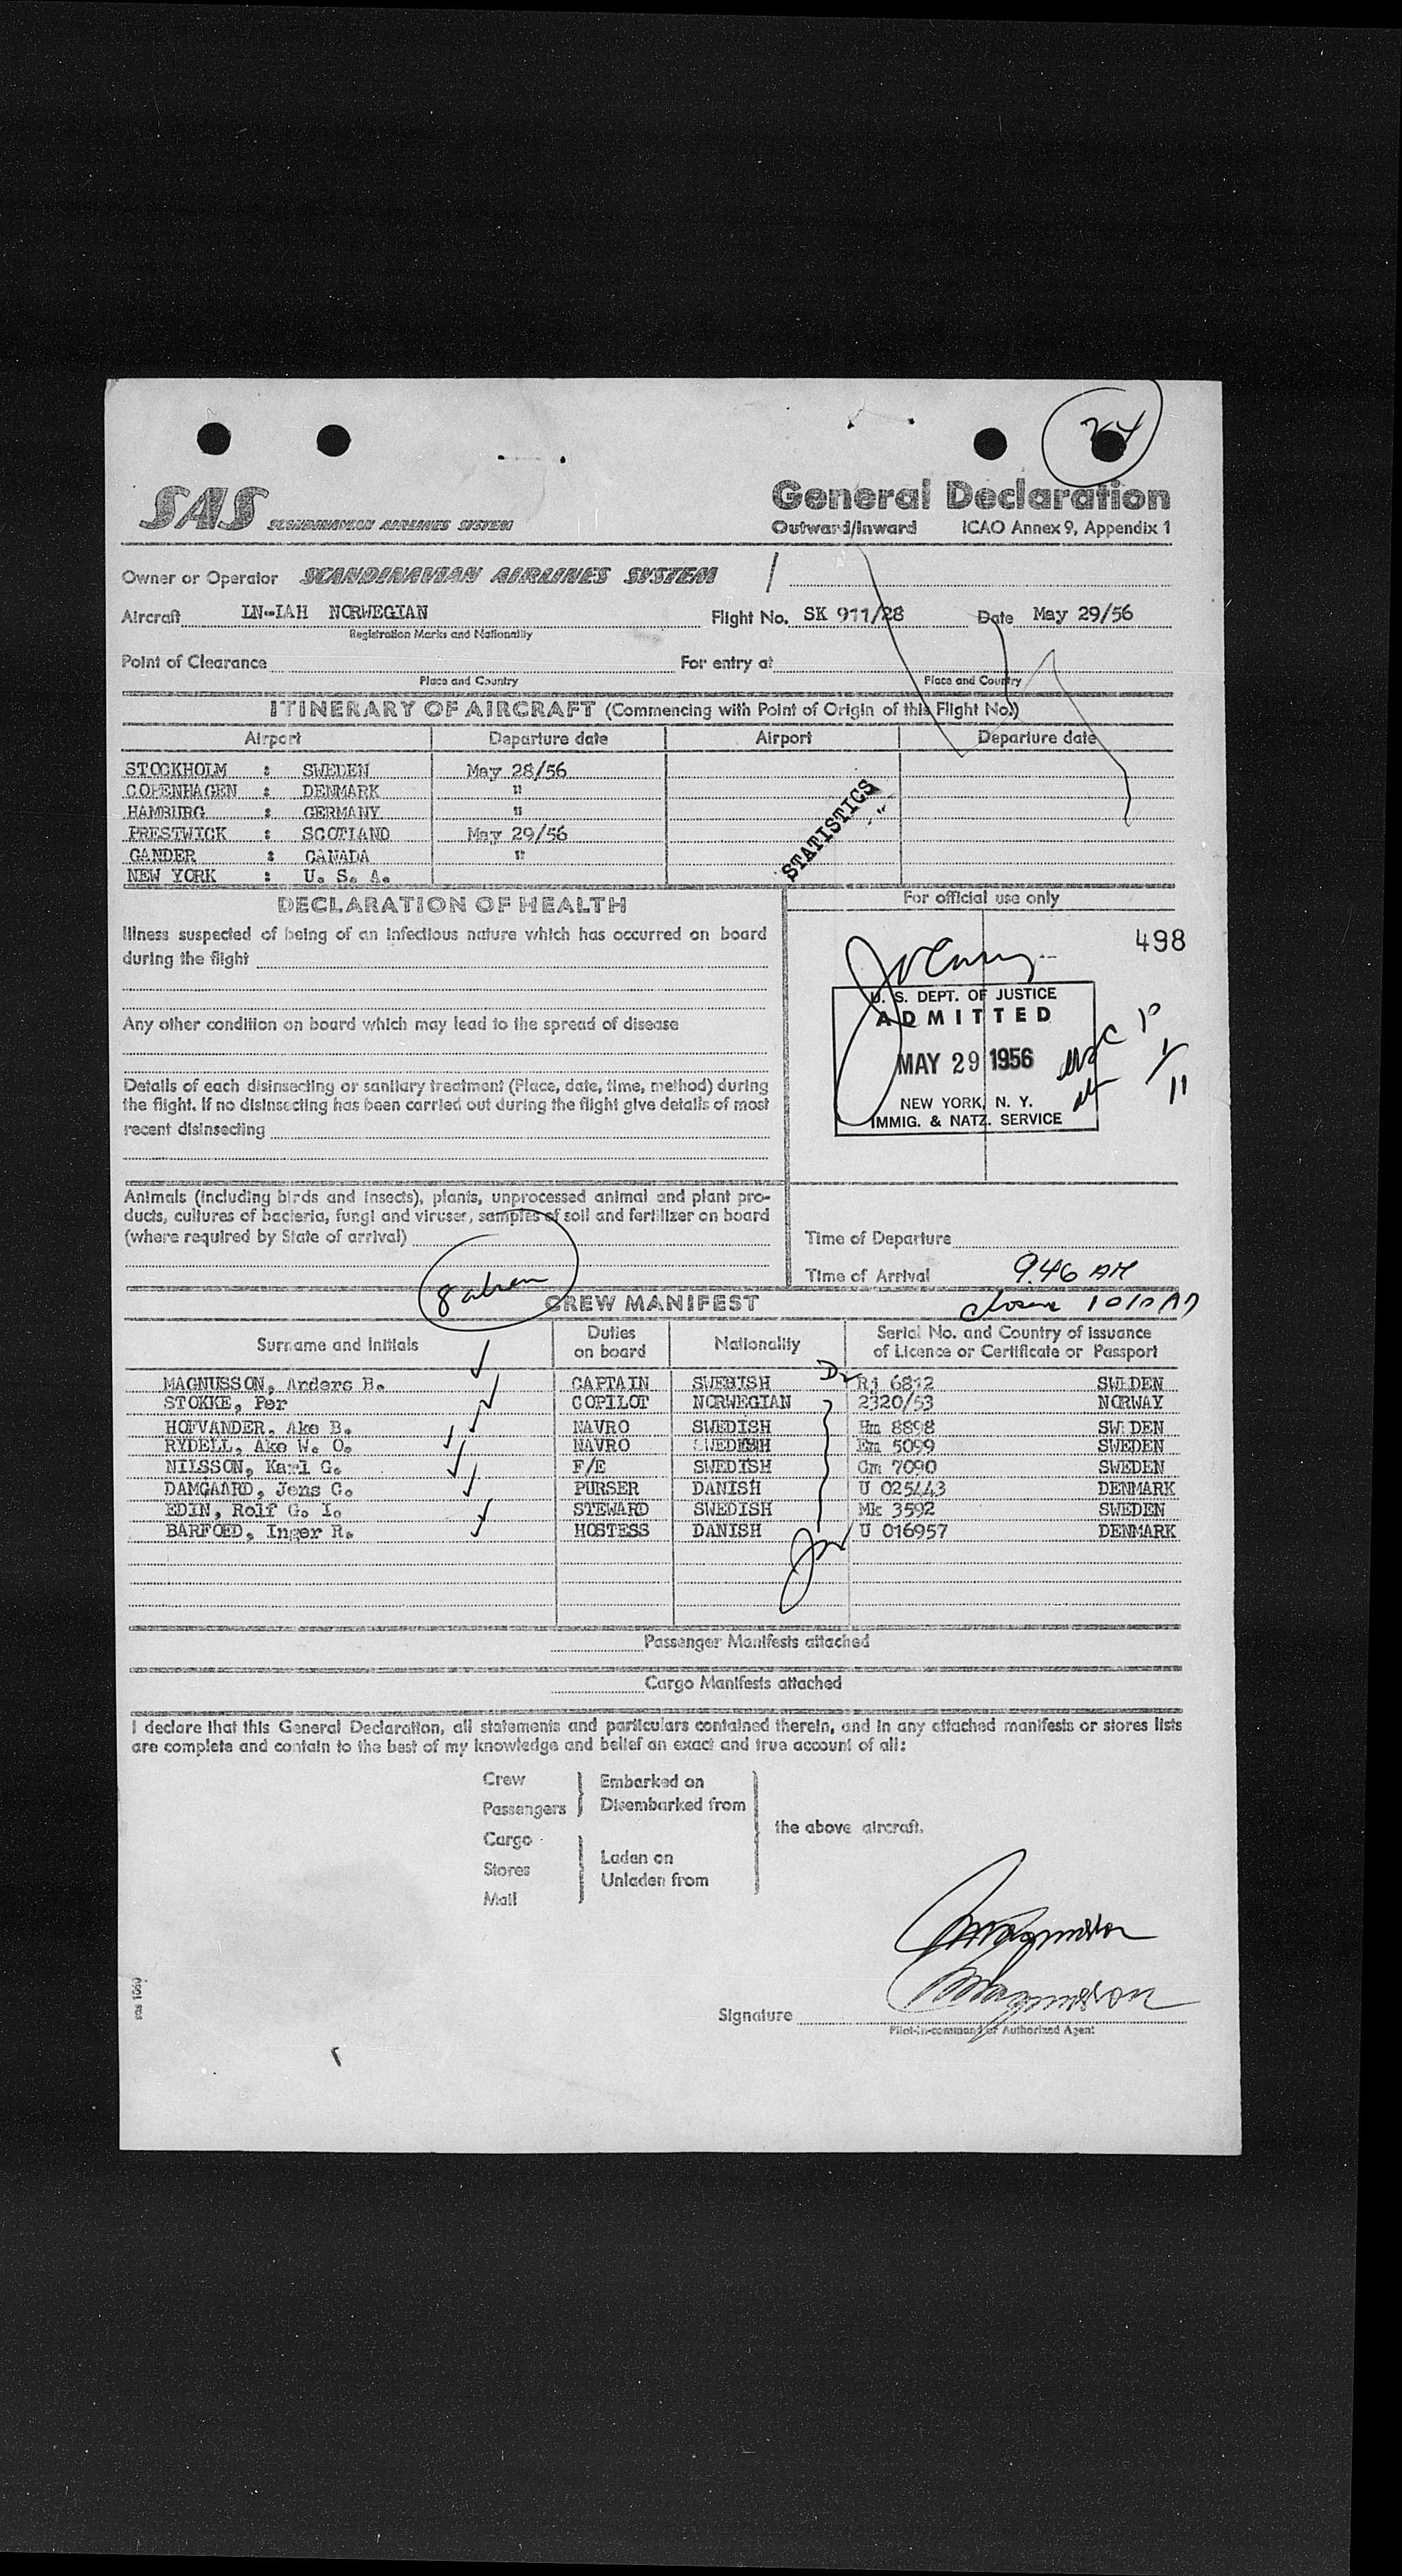 24
SAS SCANDINAVIAN AIRLINES SYSTEM
General Declaration
Outward/Inward ICAO Annex 9, Appendix 1
Owner or Operator SCANDINAVIAN AIRLINES SYSTEM
Aircraft LN-IAH NORWEGIAN Flight No. SK 911/28 Date May 29/56
Registration Marks and Nationality
Point of Clearance For entry at
Place and Country Place and Country
ITINERARY OF AIRCRAFT (Commencing with Point of Origin of this Flight No.)
Airport Departure date Airport Departure date
STOCKHOLM : SWEDEN May 28/56
COPENHAGEN : DENMARK "
HAMBURG : GERMANY "
PRESTWICK : SCOTLAND May 29/56
GANDER : CANADA "
NEW YORK : U. S. A.
STATISTICS
DECLARATION OF HEALTH
Illness suspected of being of an infectious nature which has occurred on board
during the flight
Any other condition on board which may lead to the spread of disease
Details of each disinsecting or sanitary treatment (Place, date, time, method) during
the flight. If no disinsecting has been carried out during the flight give details of most
recent disinsecting
Animals (including birds and insects), plants, unprocessed animal and plant pro-
ducts, cultures of bacteria, fungi and viruser, samples of soil and fertilizer on board
(where required by State of arrival)
For official use only
498
U. S. DEPT. OF JUSTICE
ADMITTED
MAY 29 1956
NEW YORK, N. Y.
IMMIG. & NATZ. SERVICE
Time of Departure
Time of Arrival 9.46 AM
8
CREW MANIFEST
Surname and Initials Duties on board Nationality Serial No. and Country of issuance of Licence or Certificate or Passport
MAGNUSSON, Anders B. CAPTAIN SWEDISH Rj 6812 SWEDEN
STOKKE, Per COPILOT NORWEGIAN 2320/53 NORWAY
HOFVANDER, Ake B. NAVRO SWEDISH Hm 8898 SWEDEN
RYDELL, Ake W. O. NAVRO SWEDISH Em 5099 SWEDEN
NILSSON, Karl G. F/E SWEDISH Cm 7090 SWEDEN
DAMGAARD, Jens C. PURSER DANISH U 025443 DENMARK
EDIN, Rolf G. I. STEWARD SWEDISH Mk 3592 SWEDEN
BARFOED, Inger R. HOSTESS DANISH U 016957 DENMARK
Passenger Manifests attached
Cargo Manifests attached
I declare that this General Declaration, all statements and particulars contained therein, and in any attached manifests or stores lists
are complete and contain to the best of my knowledge and belief an exact and true account of all:
Crew
Passengers
Embarked on
Disembarked from
Cargo
Stores
Mail
Laden on
Unladen from
the above aircraft.
Magnusson
Magnusson
Signature
Pilot-in-command or Authorized Agent
SAS 1069